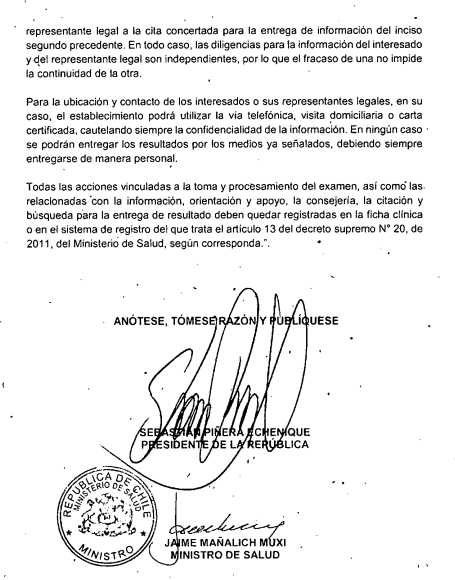 representante legal a la cita concertada para la entrega de información del inciso
segundo precedente. En todo caso, las diligencias para la información del interesado
y del representante legal son independientes, por lo que el fracaso de una no impide
la continuidad de la otra.
Para la ubicación y contacto de los interesados o sus representantes legales, en su
caso, el establecimiento podrá utilizar la vía telefónica, visita domiciliaria o carta
certificada, cautelando siempre la confidencialidad de la información. En ningún caso
se podrán entregar los resultados por los medios ya señalados, debiendo siempre
entregarse de manera personal.
Todas las acciones vinculadas a la toma y procesamiento del examen, así como las
relacionadas con la información, orientación y apoyo, la consejería, la citación y
búsqueda para la entrega de resultado deben quedar registradas en la ficha clínica
o en el sistema de registro del que trata el artículo 13 del decreto supremo N° 20, de
2011, del Ministerio de Salud, según corresponda.".
ANÓTESE, TÓMESE RAZÓN Y PUBLÍQUESE
SEBASTIÁN PIÑERA ECHENIQUE
PRESIDENTE DE LA REPÚBLICA
REPUBLICA DE CHILE
MINISTERIO DE SALUD
MINISTRO
JAIME MAÑALICH MUXI
MINISTRO DE SALUD